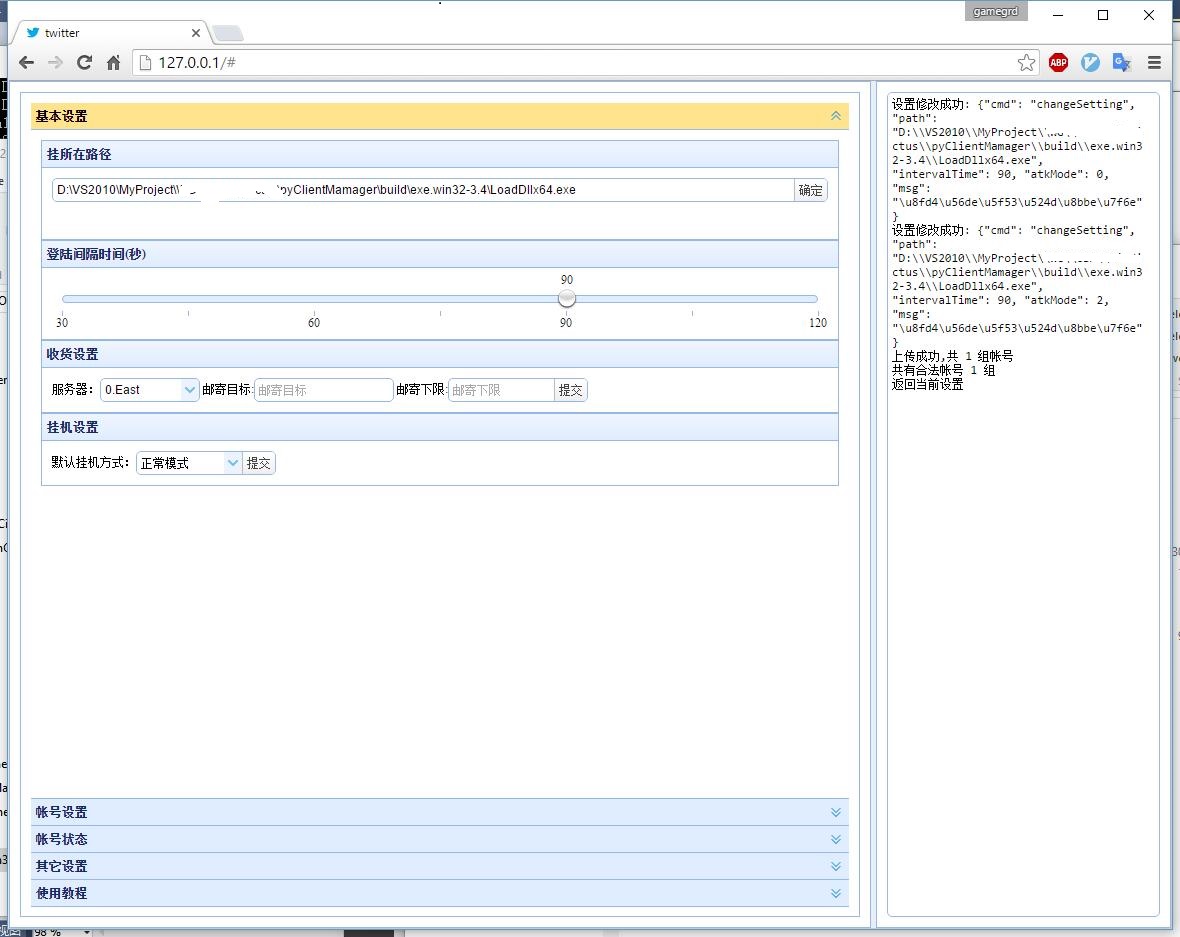 gamegrd
twitter
127.0.0.1/#
ABP
基本设置
挂所在路径
D:\VS2010\MyProject\ pyClientMamager\build\exe.win32-3.4\LoadDllx64.exe 确定
登陆间隔时间(秒)
90
30 60 90 120
收货设置
服务器: 0.East 邮寄目标: 邮寄目标 邮寄下限: 邮寄下限 提交
挂机设置
默认挂机方式: 正常模式 提交
帐号设置
帐号状态
其它设置
使用教程
设置修改成功: {"cmd": "changeSetting",
"path":
"D:\\VS2010\\MyProject\
ctus\\pyClientMamager\\build\\exe.win3
2-3.4\\LoadDllx64.exe",
"intervalTime": 90, "atkMode": 0,
"msg":
"\u8fd4\u56de\u5f53\u524d\u8bbe\u7f6e"
}
设置修改成功: {"cmd": "changeSetting",
"path":
"D:\\VS2010\\MyProject\
ctus\\pyClientMamager\\build\\exe.win3
2-3.4\\LoadDllx64.exe",
"intervalTime": 90, "atkMode": 2,
"msg":
"\u8fd4\u56de\u5f53\u524d\u8bbe\u7f6e"
}
上传成功,共 1 组帐号
共有合法帐号 1 组
返回当前设置
98 %